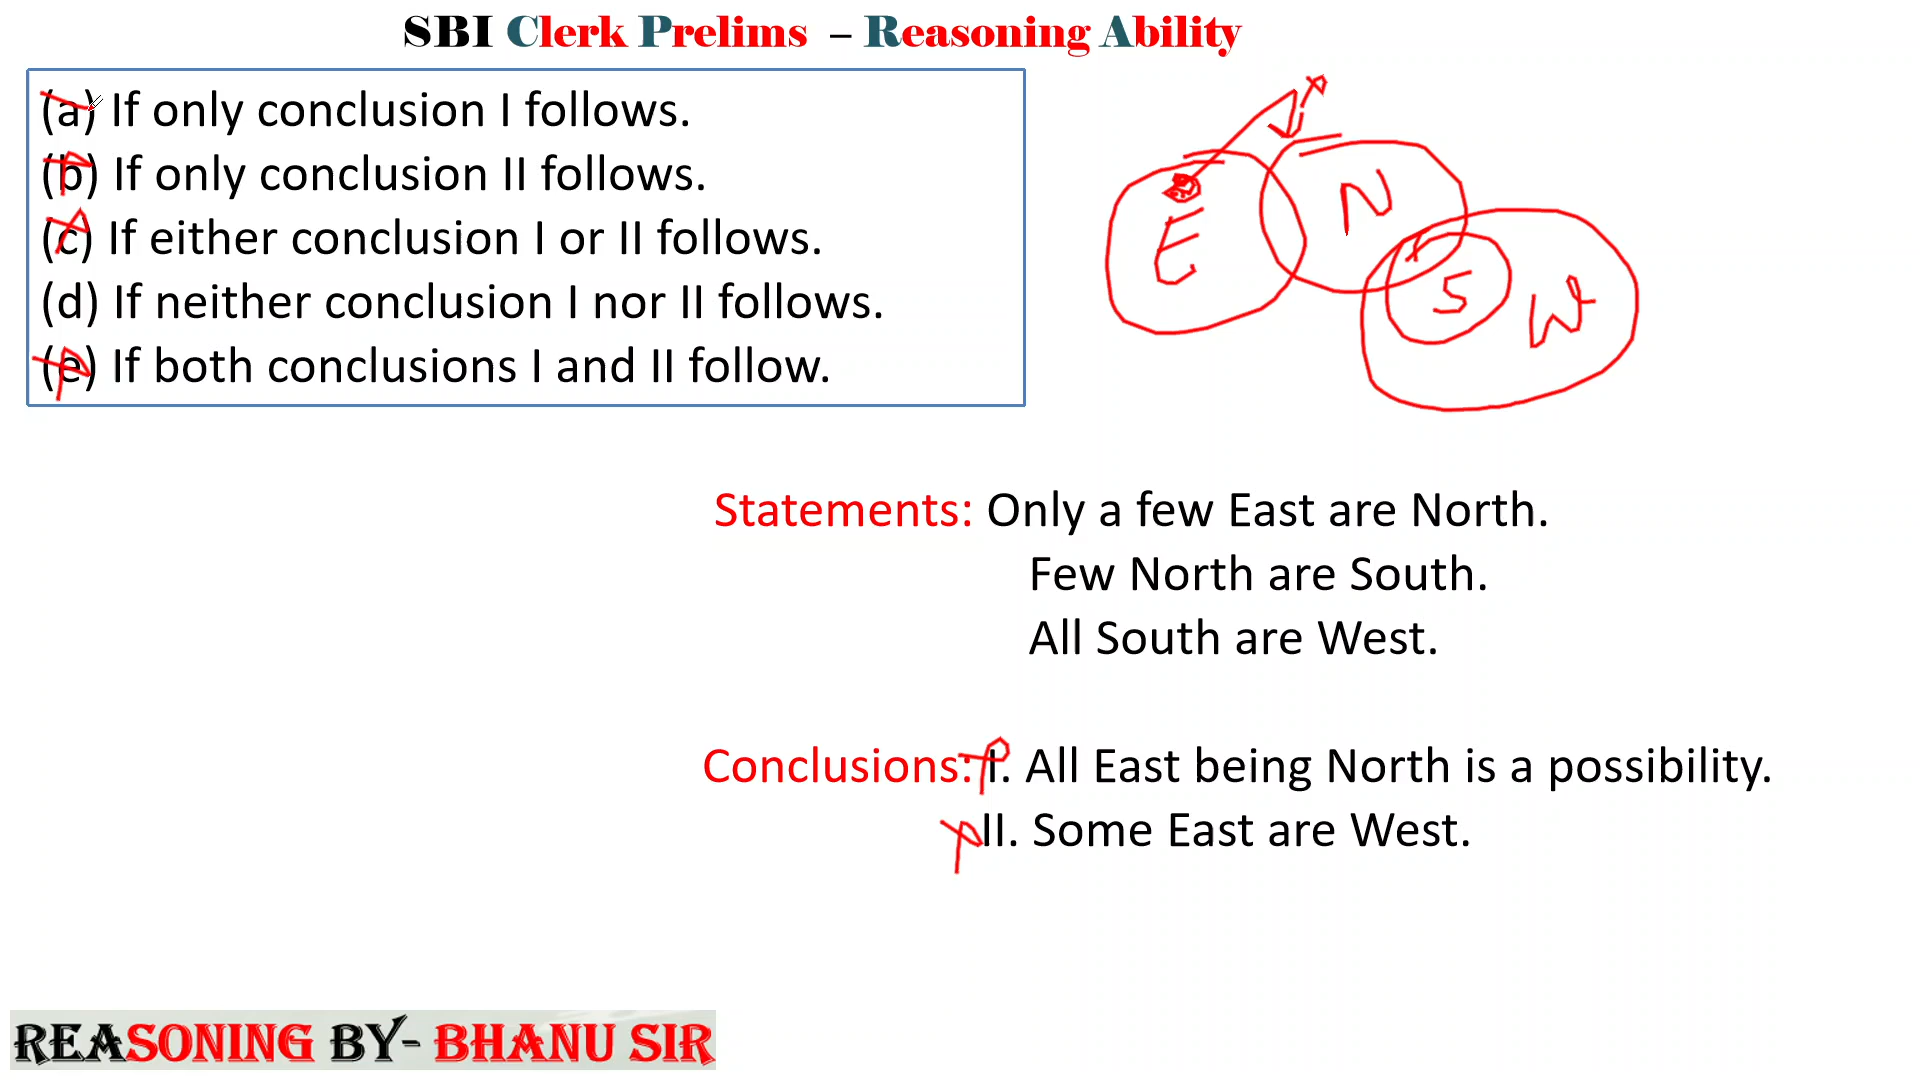 SBI Clerk Prelims – Reasoning Ability
(a) If only conclusion I follows.
(b) If only conclusion II follows.
(c) If either conclusion I or II follows.
(d) If neither conclusion I nor II follows.
(e) If both conclusions I and II follow.
E N S W
Statements: Only a few East are North.
Few North are South.
All South are West.
Conclusions: I. All East being North is a possibility.
II. Some East are West.
REASONING BY- BHANU SIR